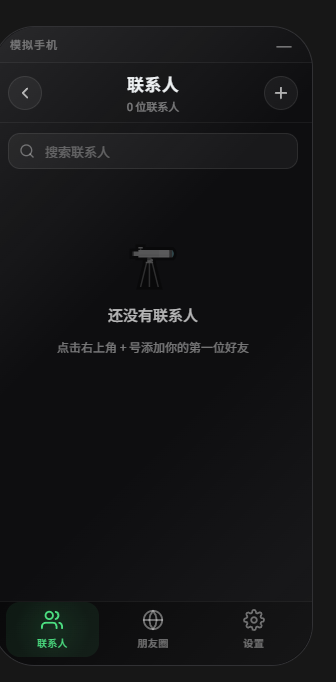 模拟手机
联系人
0 位联系人
搜索联系人
还没有联系人
点击右上角 + 号添加你的第一位好友
联系人
朋友圈
设置